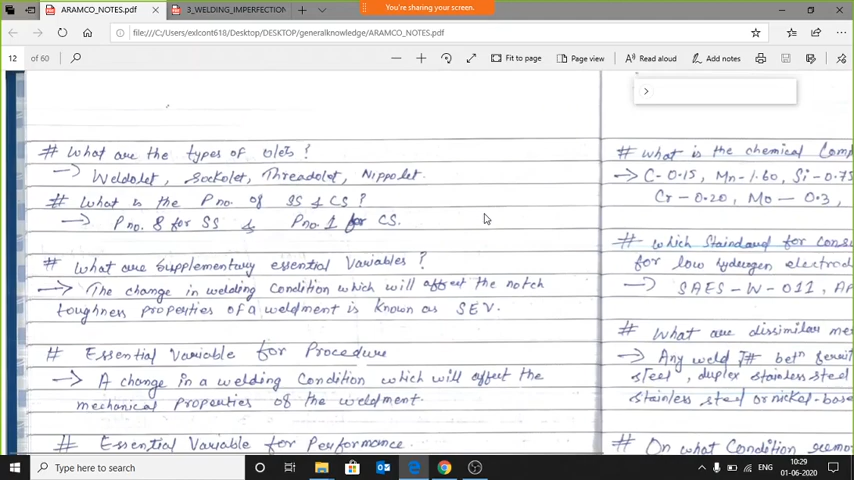 ARAMCO_NOTES.pdf
3_WELDING_IMPERFECTION
You're sharing your screen.
file:///C:/Users/exlcont618/Desktop/DESKTOP/generalknowledge/ARAMCO_NOTES.pdf
12 of 60
Fit to page
Page view
Read aloud
Add notes
# What are the types of olets ?
→ Weldolet, Sockolet, Threadolet, Nippolet.
# What is the P no. of SS & CS ?
→ P no. 8 for SS & P no. 1 for CS.
# What are Supplementary essential Variables ?
→ The change in welding Condition which will affect the notch
toughness properties of a weldment is known as SEV.
# Essential Variable for Procedure
→ A change in a welding Condition which will affect the
mechanical Properties of the weldment.
# Essential Variable for Performance.
# What is the chemical Comp
→ C-0.15, Mn-1.60, Si-0.75
Cr-0.20, Mo-0.3,
# which Standard for Cons
for low hydrogen electrod
→ SAES-W-011, AP
# What are dissimilar me
→ Any weld J# betn ferrit
steel, duplex stainless steel
stainless steel or nickel-base
# On what Condition
Type here to search
ENG
10:29
01-06-2020